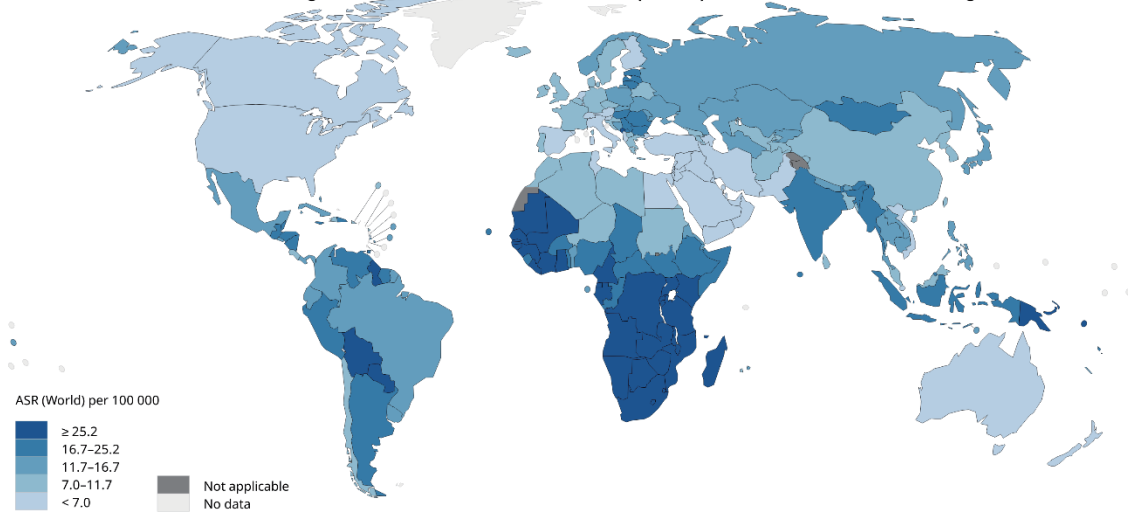 ASR (World) per 100 000
≥ 25.2
16.7–25.2
11.7–16.7
7.0–11.7
< 7.0
Not applicable
No data